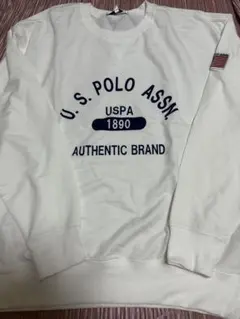 U. S. POLO ASSN.
USPA
1890
AUTHENTIC BRAND